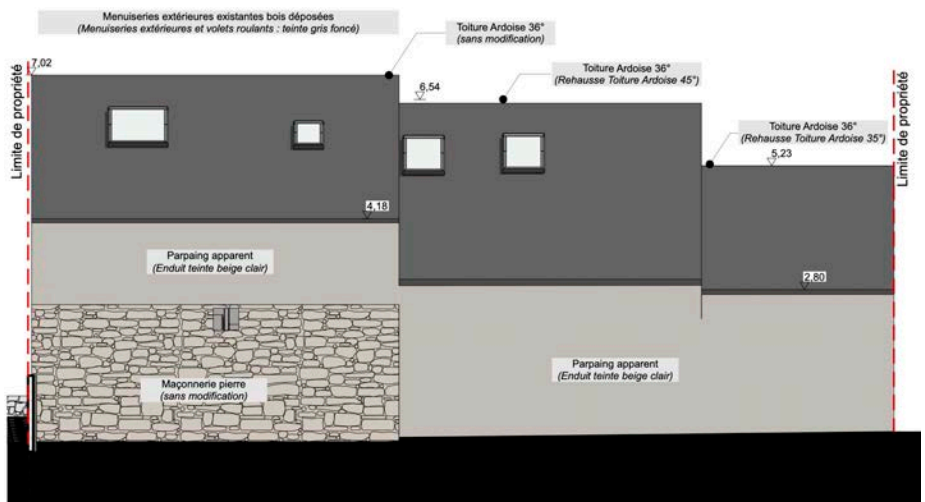 Menuiseries extérieures existantes bois déposées
(Menuiseries extérieures et volets roulants : teinte gris foncé)
Toiture Ardoise 36°
(sans modification)
Limite de propriété
7,02
6,54
Toiture Ardoise 36°
(Rehausse Toiture Ardoise 45°)
Toiture Ardoise 36°
(Rehausse Toiture Ardoise 35°)
5,23
Limite de propriété
4,18
Parpaing apparent
(Enduit teinte beige clair)
2,80
Maçonnerie pierre
(sans modification)
Parpaing apparent
(Enduit teinte beige clair)